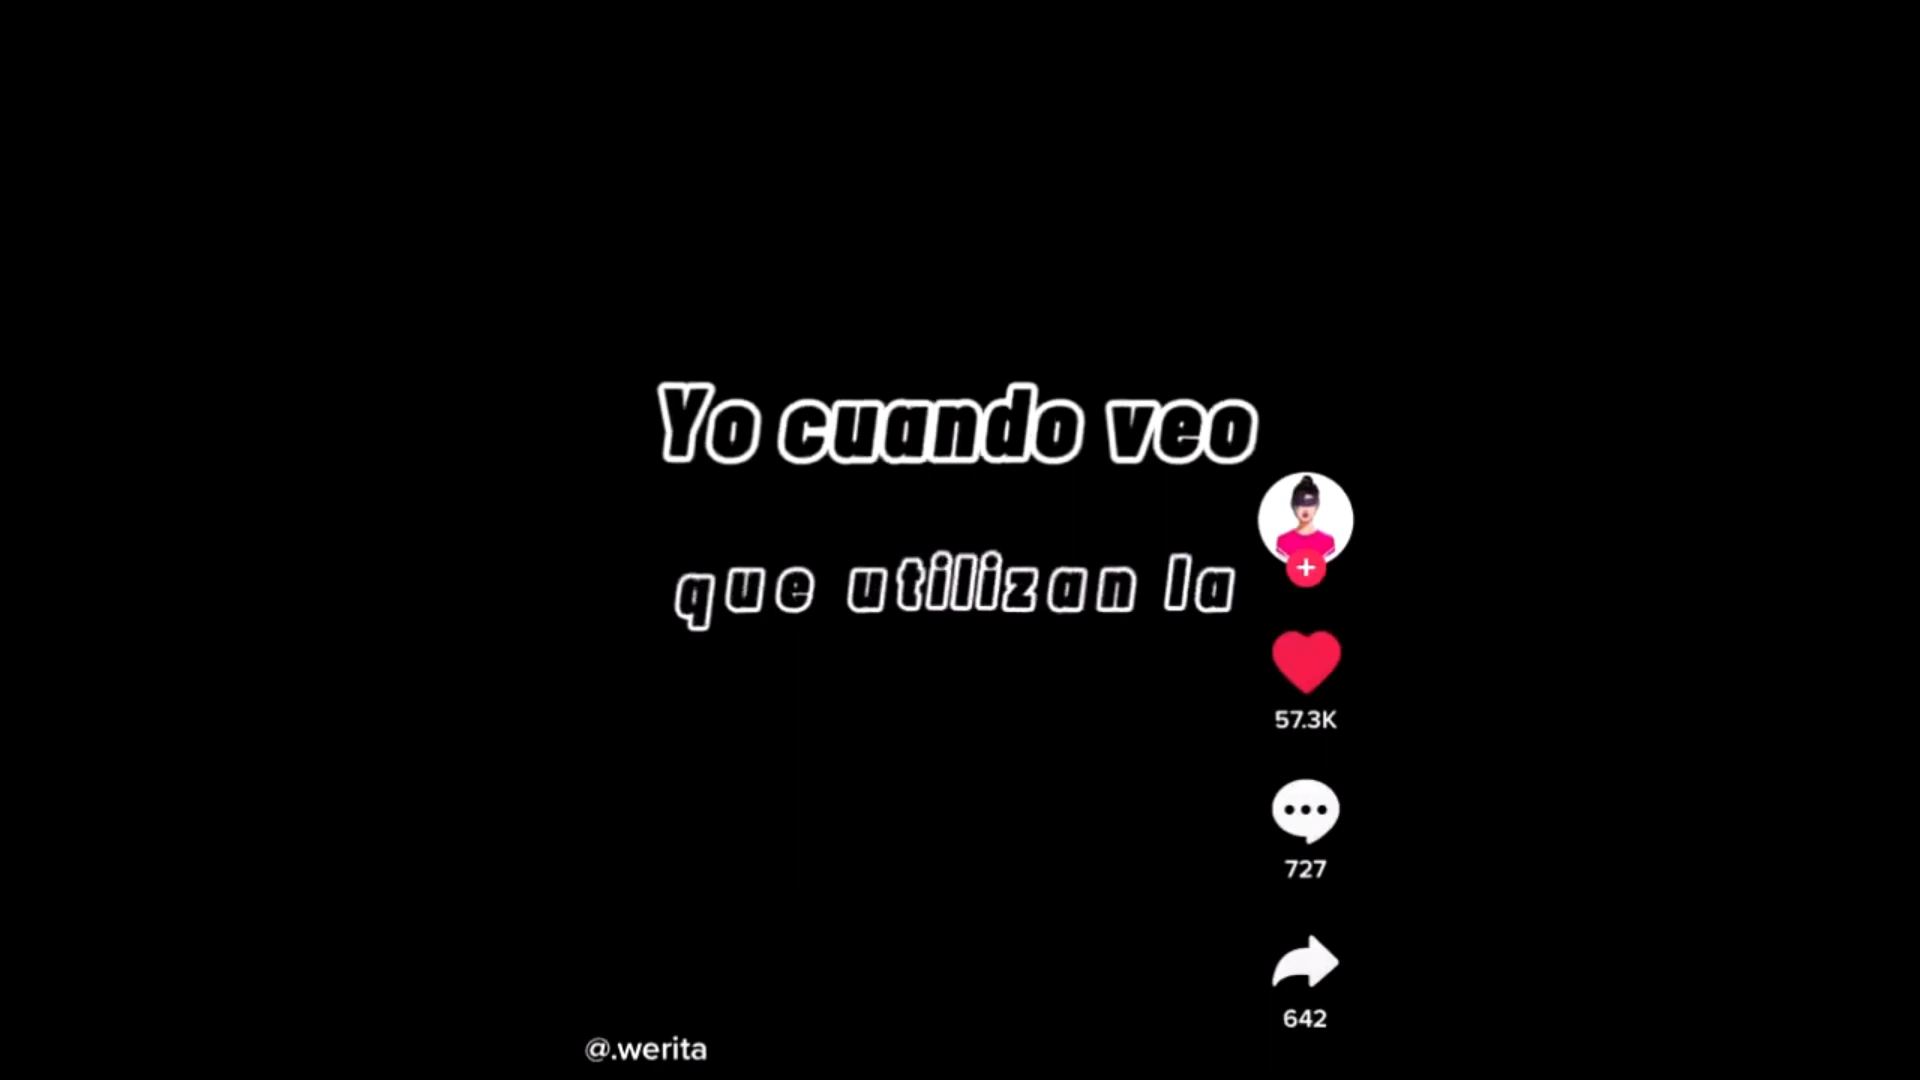 Yo cuando veo
que utilizan la
57.3K
727
642
@.werita